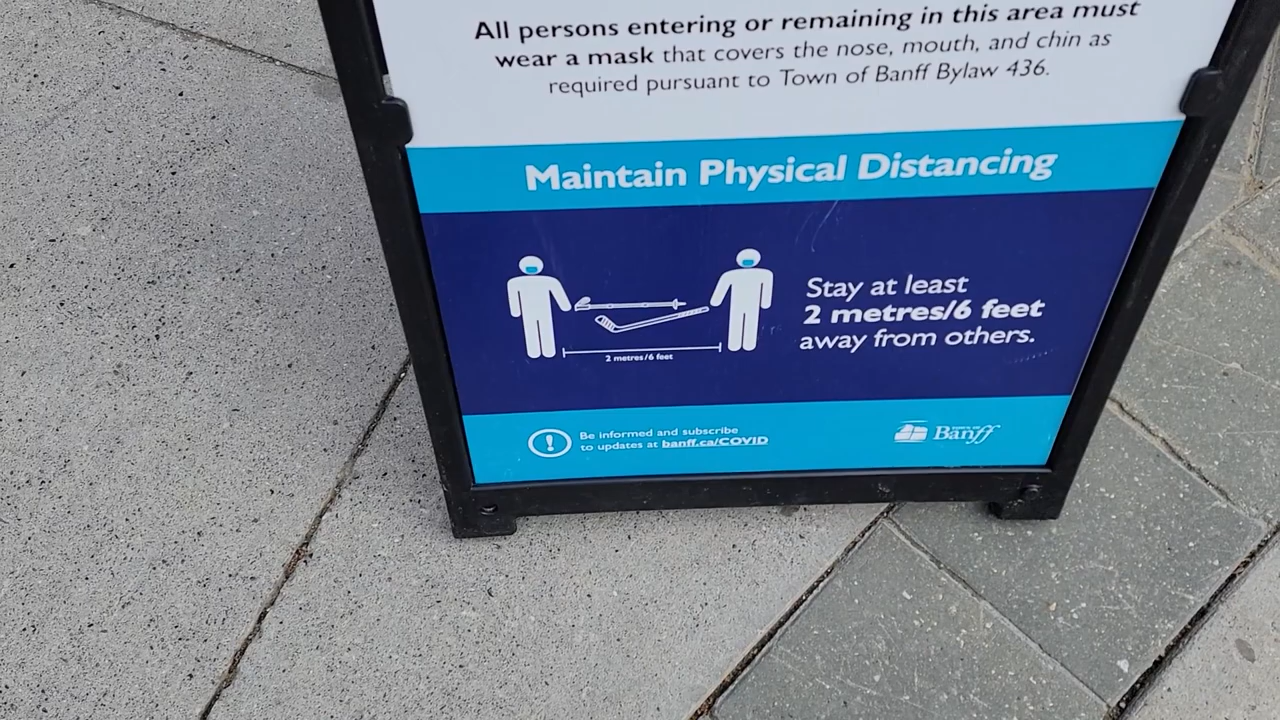 All persons entering or remaining in this area must
wear a mask that covers the nose, mouth, and chin as
required pursuant to Town of Banff Bylaw 436.
Maintain Physical Distancing
Stay at least
2 metres/6 feet
away from others.
2 metres/6 feet
Be informed and subscribe
to updates at banff.ca/COVID
TOWN OF
Banff